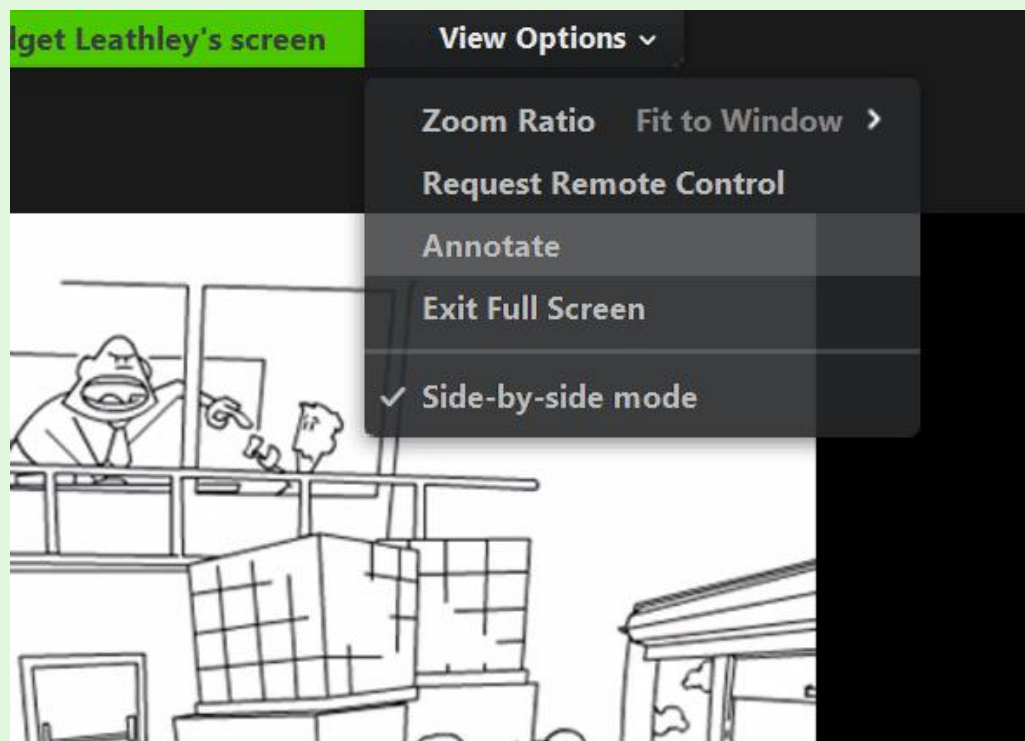 dget Leathley's screen View Options
Zoom Ratio Fit to Window
Request Remote Control
Annotate
Exit Full Screen
Side-by-side mode